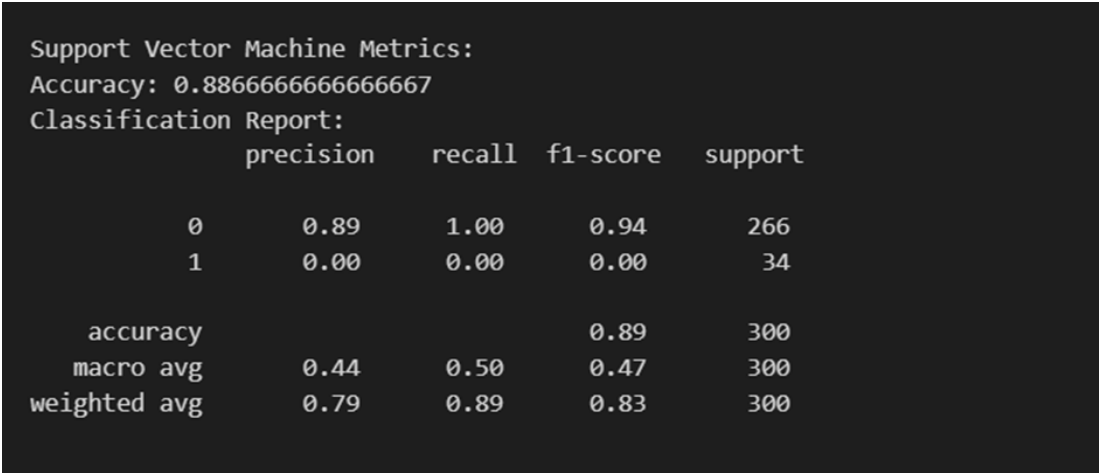 Support Vector Machine Metrics:
Accuracy: 0.8866666666666667
Classification Report:
precision recall f1-score support
0 0.89 1.00 0.94 266
1 0.00 0.00 0.00 34
accuracy 0.89 300
macro avg 0.44 0.50 0.47 300
weighted avg 0.79 0.89 0.83 300